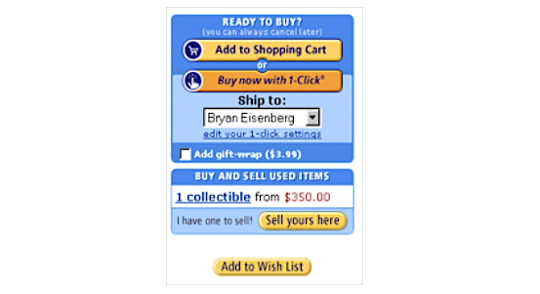 READY TO BUY?
(you can always cancel later)
Add to Shopping Cart
or
Buy now with 1-Click®
Ship to:
Bryan Eisenberg
edit your 1-click settings
Add gift-wrap ($3.99)
BUY AND SELL USED ITEMS
1 collectible from $350.00
I have one to sell! Sell yours here
Add to Wish List